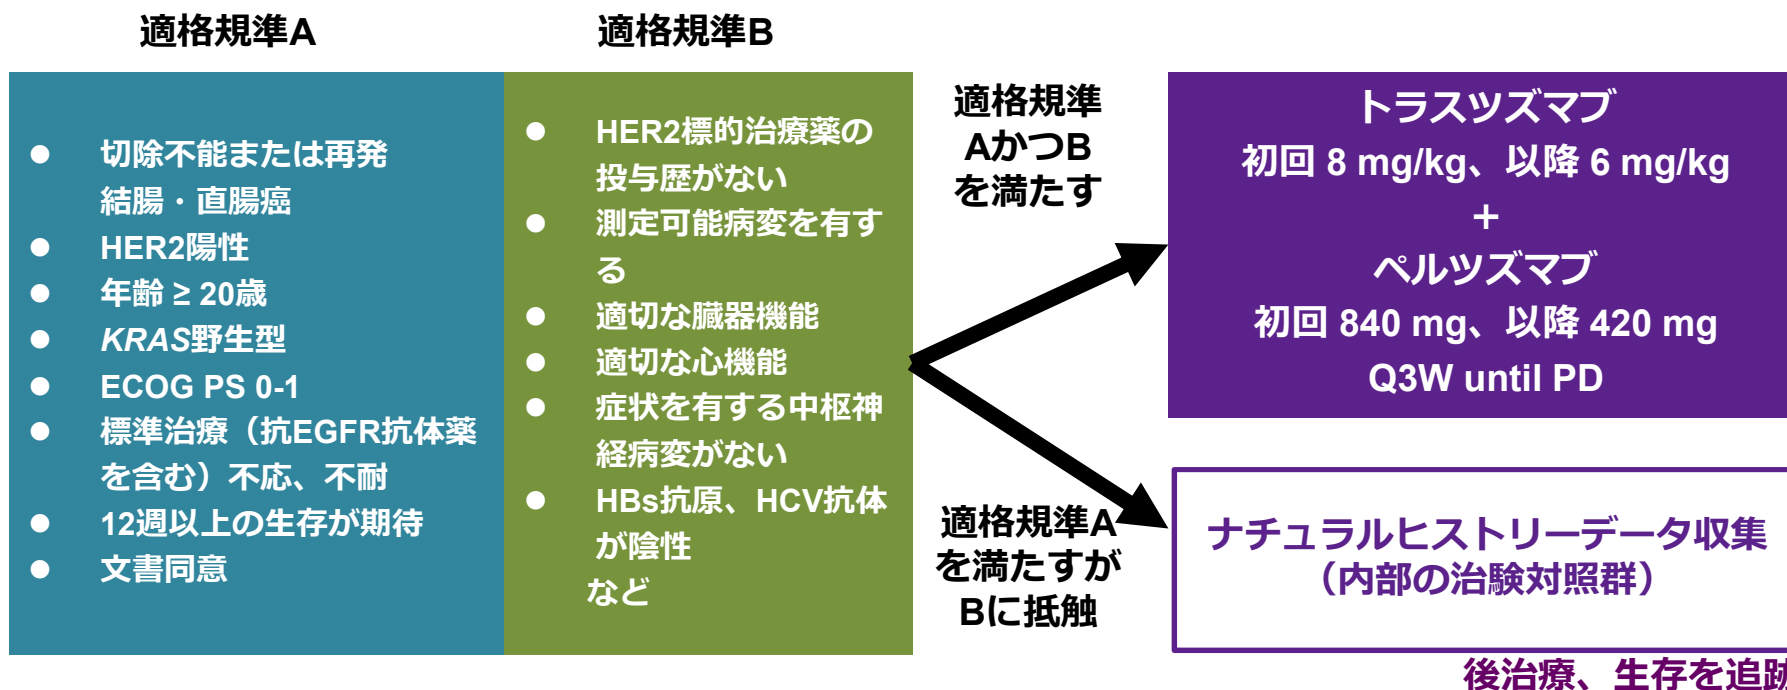 適格規準A
適格規準B
● 切除不能または再発
結腸・直腸癌
● HER2陽性
● 年齢 ≥ 20歳
● KRAS野生型
● ECOG PS 0-1
● 標準治療（抗EGFR抗体薬
を含む）不応、不耐
● 12週以上の生存が期待
● 文書同意
● HER2標的治療薬の
投与歴がない
● 測定可能病変を有す
る
● 適切な臓器機能
● 適切な心機能
● 症状を有する中枢神
経病変がない
● HBs抗原、HCV抗体
が陰性
など
適格規準
AかつB
を満たす
トラスツズマブ
初回 8 mg/kg、以降 6 mg/kg
+
ペルツズマブ
初回 840 mg、以降 420 mg
Q3W until PD
適格規準A
を満たすが
Bに抵触
ナチュラルヒストリーデータ収集
（内部の治験対照群）
後治療、生存を追跡